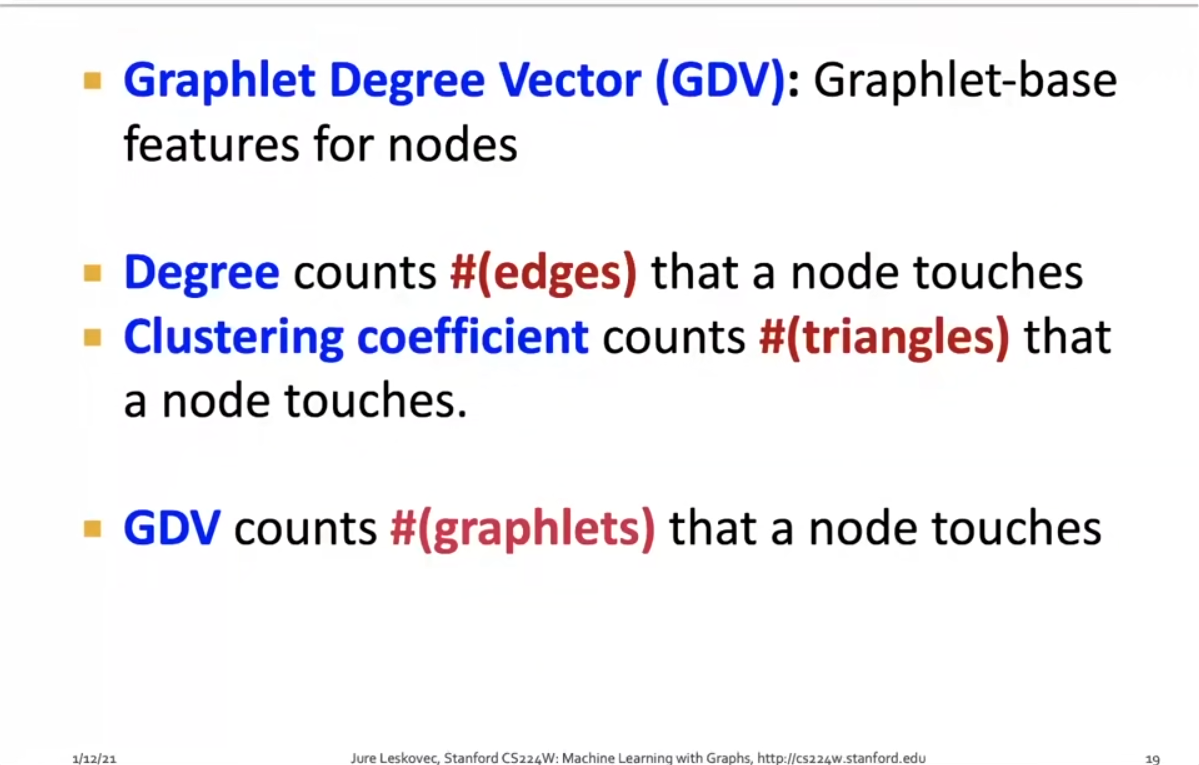 Graphlet Degree Vector (GDV): Graphlet-base
features for nodes
Degree counts #(edges) that a node touches
Clustering coefficient counts #(triangles) that
a node touches.
GDV counts #(graphlets) that a node touches
1/12/21 Jure Leskovec, Stanford CS224W: Machine Learning with Graphs, http://cs224w.stanford.edu 19